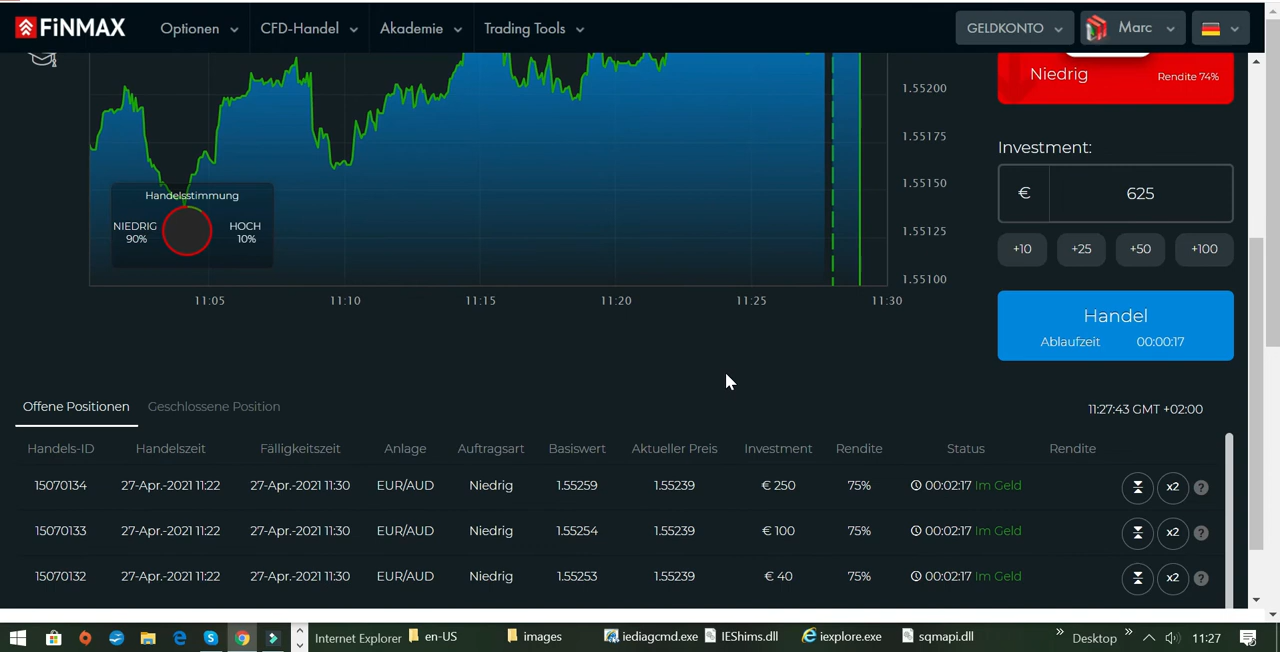 FiNMAX Optionen CFD-Handel Akademie Trading Tools GELDKONTO Marc
Niedrig Rendite 74%
1.55200
1.55175
1.55150
1.55125
1.55100
Handelsstimmung
NIEDRIG HOCH
90% 10%
11:05 11:10 11:15 11:20 11:25 11:30
Investment:
€ 625
+10 +25 +50 +100
Handel
Ablaufzeit 00:00:17
Offene Positionen Geschlossene Position 11:27:43 GMT +02:00
Handels-ID Handelszeit Fälligkeitszeit Anlage Auftragsart Basiswert Aktueller Preis Investment Rendite Status Rendite
15070134 27-Apr.-2021 11:22 27-Apr.-2021 11:30 EUR/AUD Niedrig 1.55259 1.55239 € 250 75% 00:02:17 Im Geld x2 ?
15070133 27-Apr.-2021 11:22 27-Apr.-2021 11:30 EUR/AUD Niedrig 1.55254 1.55239 € 100 75% 00:02:17 Im Geld x2 ?
15070132 27-Apr.-2021 11:22 27-Apr.-2021 11:30 EUR/AUD Niedrig 1.55253 1.55239 € 40 75% 00:02:17 Im Geld x2 ?
Internet Explorer en-US images iediagcmd.exe IEShims.dll iexplore.exe sqmapi.dll » Desktop » 11:27